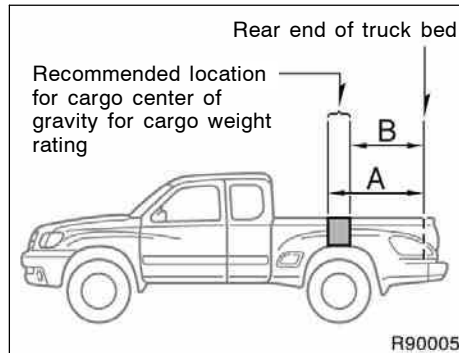 Rear end of truck bed
Recommended location
for cargo center of
gravity for cargo weight
rating
B
A
R90005